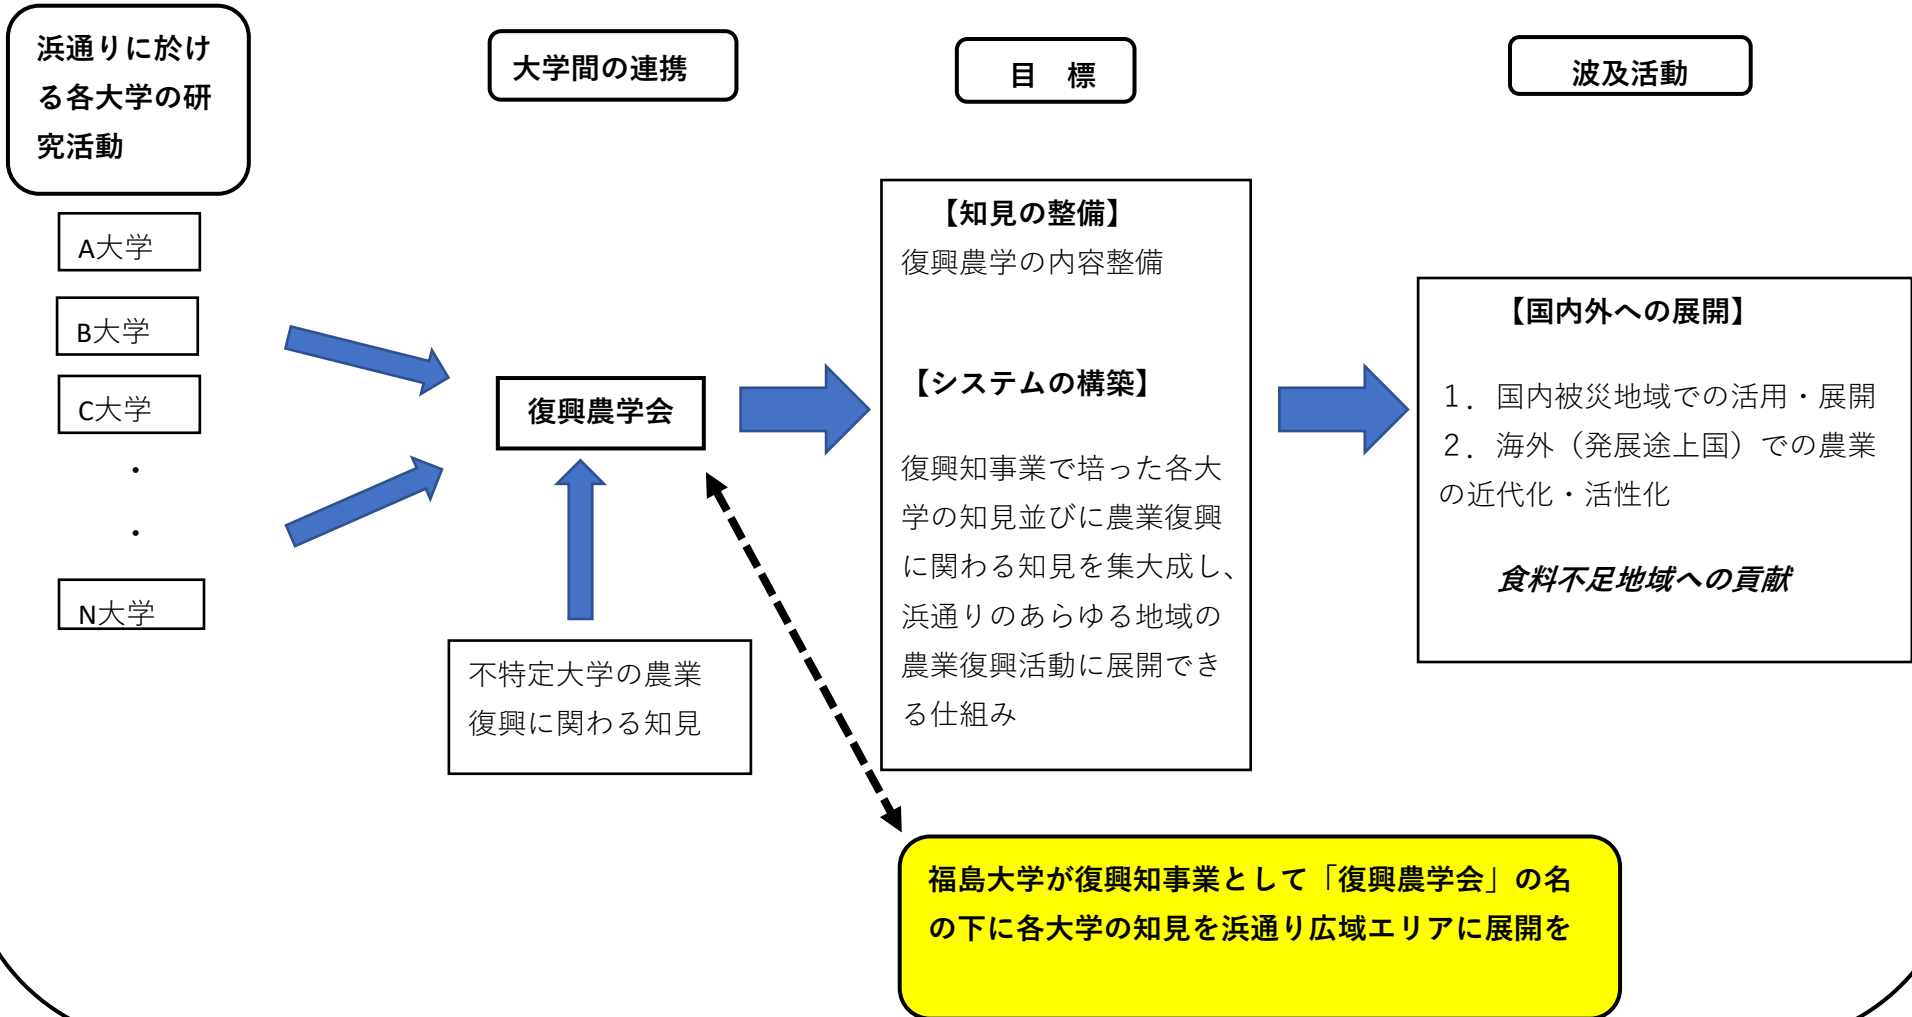 浜通りに於け
る各大学の研
究活動
大学間の連携
目　標
波及活動
A大学
B大学
C大学
・
・
N大学
復興農学会
不特定大学の農業
復興に関わる知見
【知見の整備】
復興農学の内容整備
【システムの構築】
復興知事業で培った各大
学の知見並びに農業復興
に関わる知見を集大成し、
浜通りのあらゆる地域の
農業復興活動に展開でき
る仕組み
【国内外への展開】
１．国内被災地域での活用・展開
２．海外（発展途上国）での農業
の近代化・活性化
食料不足地域への貢献
福島大学が復興知事業として「復興農学会」の名
の下に各大学の知見を浜通り広域エリアに展開を